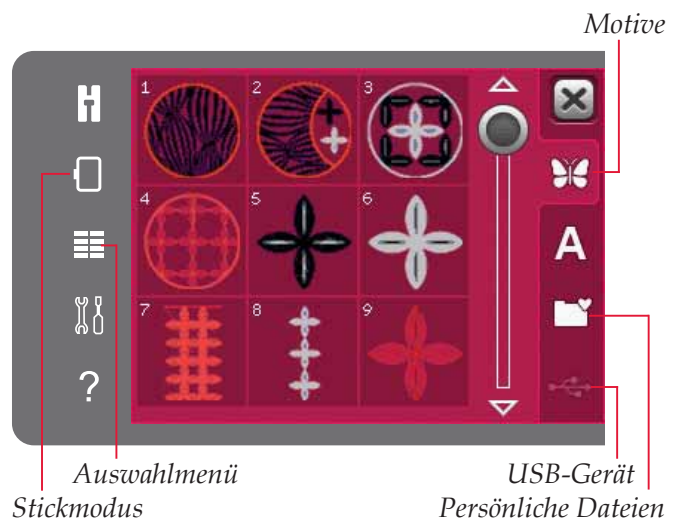 Motive
1 2 3
4 5 6
A
7 8 9
?
Auswahlmenü USB-Gerät
Stickmodus Persönliche Dateien